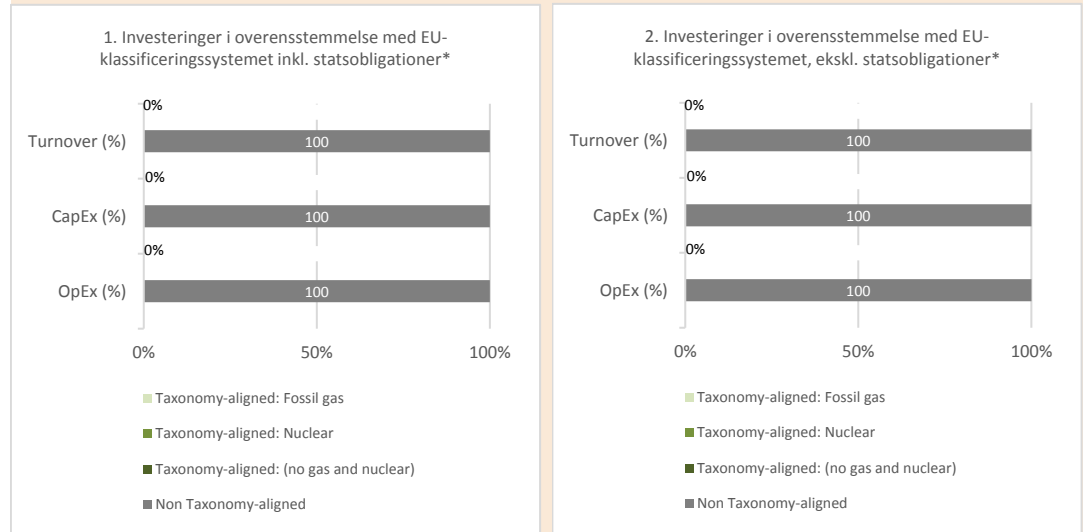 1. Investeringer i overensstemmelse med EU-
klassificeringssystemet inkl. statsobligationer*
0%
Turnover (%)
100
0%
CapEx (%)
100
0%
OpEx (%)
100
0% 50% 100%
Taxonomy-aligned: Fossil gas
Taxonomy-aligned: Nuclear
Taxonomy-aligned: (no gas and nuclear)
Non Taxonomy-aligned
2. Investeringer i overensstemmelse med EU-
klassificeringssystemet, ekskl. statsobligationer*
0%
Turnover (%)
100
0%
CapEx (%)
100
0%
OpEx (%)
100
0% 50% 100%
Taxonomy-aligned: Fossil gas
Taxonomy-aligned: Nuclear
Taxonomy-aligned: (no gas and nuclear)
Non Taxonomy-aligned